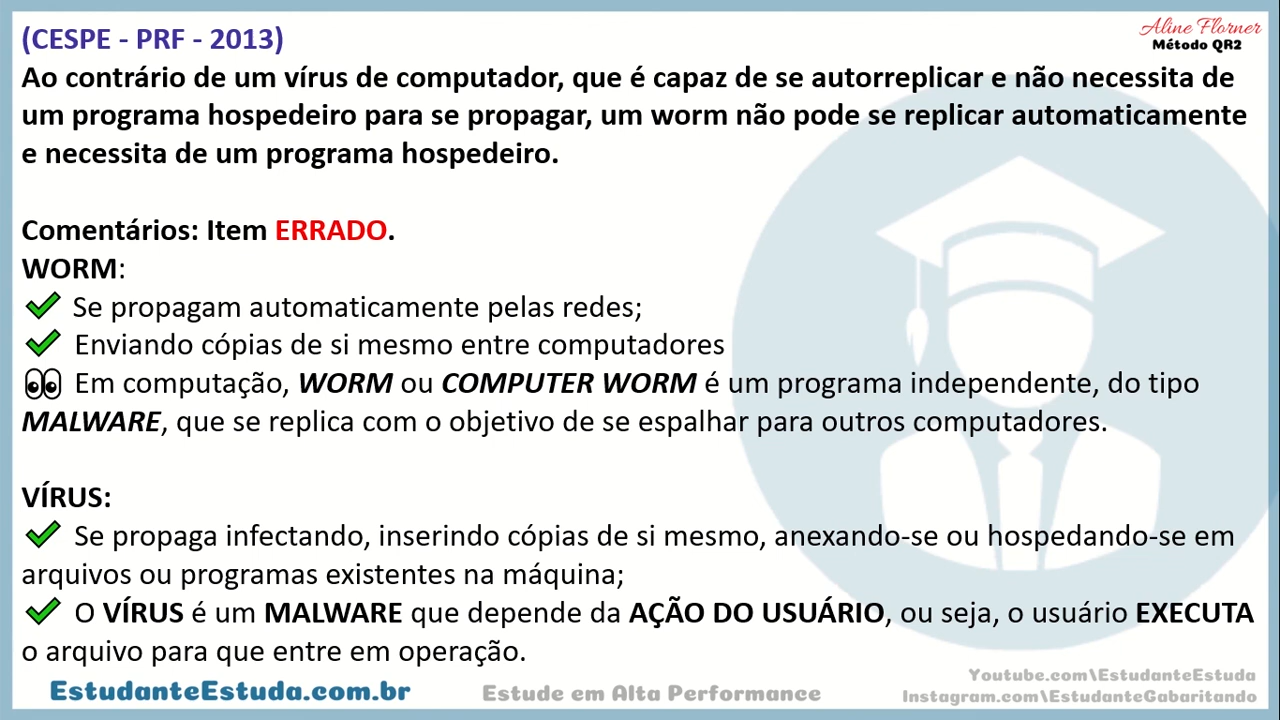 (CESPE - PRF - 2013)
Aline Florner
Método QR2
Ao contrário de um vírus de computador, que é capaz de se autorreplicar e não necessita de
um programa hospedeiro para se propagar, um worm não pode se replicar automaticamente
e necessita de um programa hospedeiro.
Comentários: Item ERRADO.
WORM:
✔ Se propagam automaticamente pelas redes;
✔ Enviando cópias de si mesmo entre computadores
👀 Em computação, WORM ou COMPUTER WORM é um programa independente, do tipo
MALWARE, que se replica com o objetivo de se espalhar para outros computadores.
VÍRUS:
✔ Se propaga infectando, inserindo cópias de si mesmo, anexando-se ou hospedando-se em
arquivos ou programas existentes na máquina;
✔ O VÍRUS é um MALWARE que depende da AÇÃO DO USUÁRIO, ou seja, o usuário EXECUTA
o arquivo para que entre em operação.
EstudanteEstuda.com.br
Estude em Alta Performance
Youtube.com\EstudanteEstuda
Instagram.com\EstudanteGabaritando